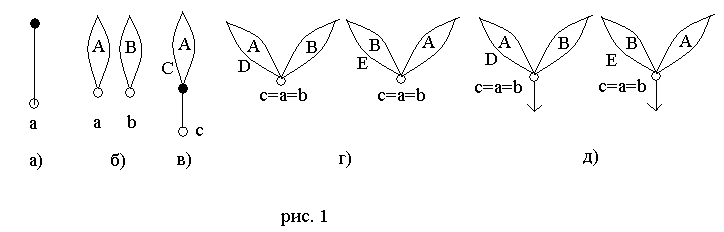 A B A A B B A A B B A
C D E D E
c
a a b c=a=b c=a=b c=a=b c=a=b
а) б) в) г) д)
рис. 1